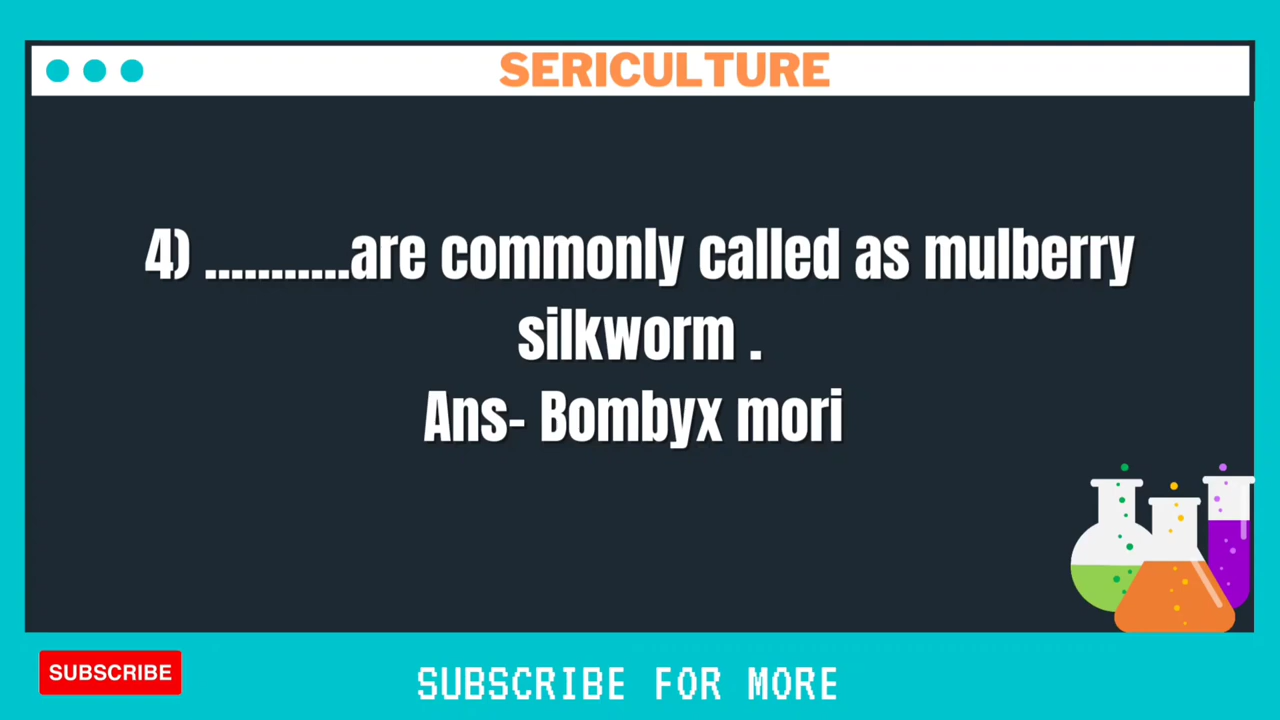 SERICULTURE
4) ...........are commonly called as mulberry
silkworm .
Ans- Bombyx mori
SUBSCRIBE
SUBSCRIBE FOR MORE